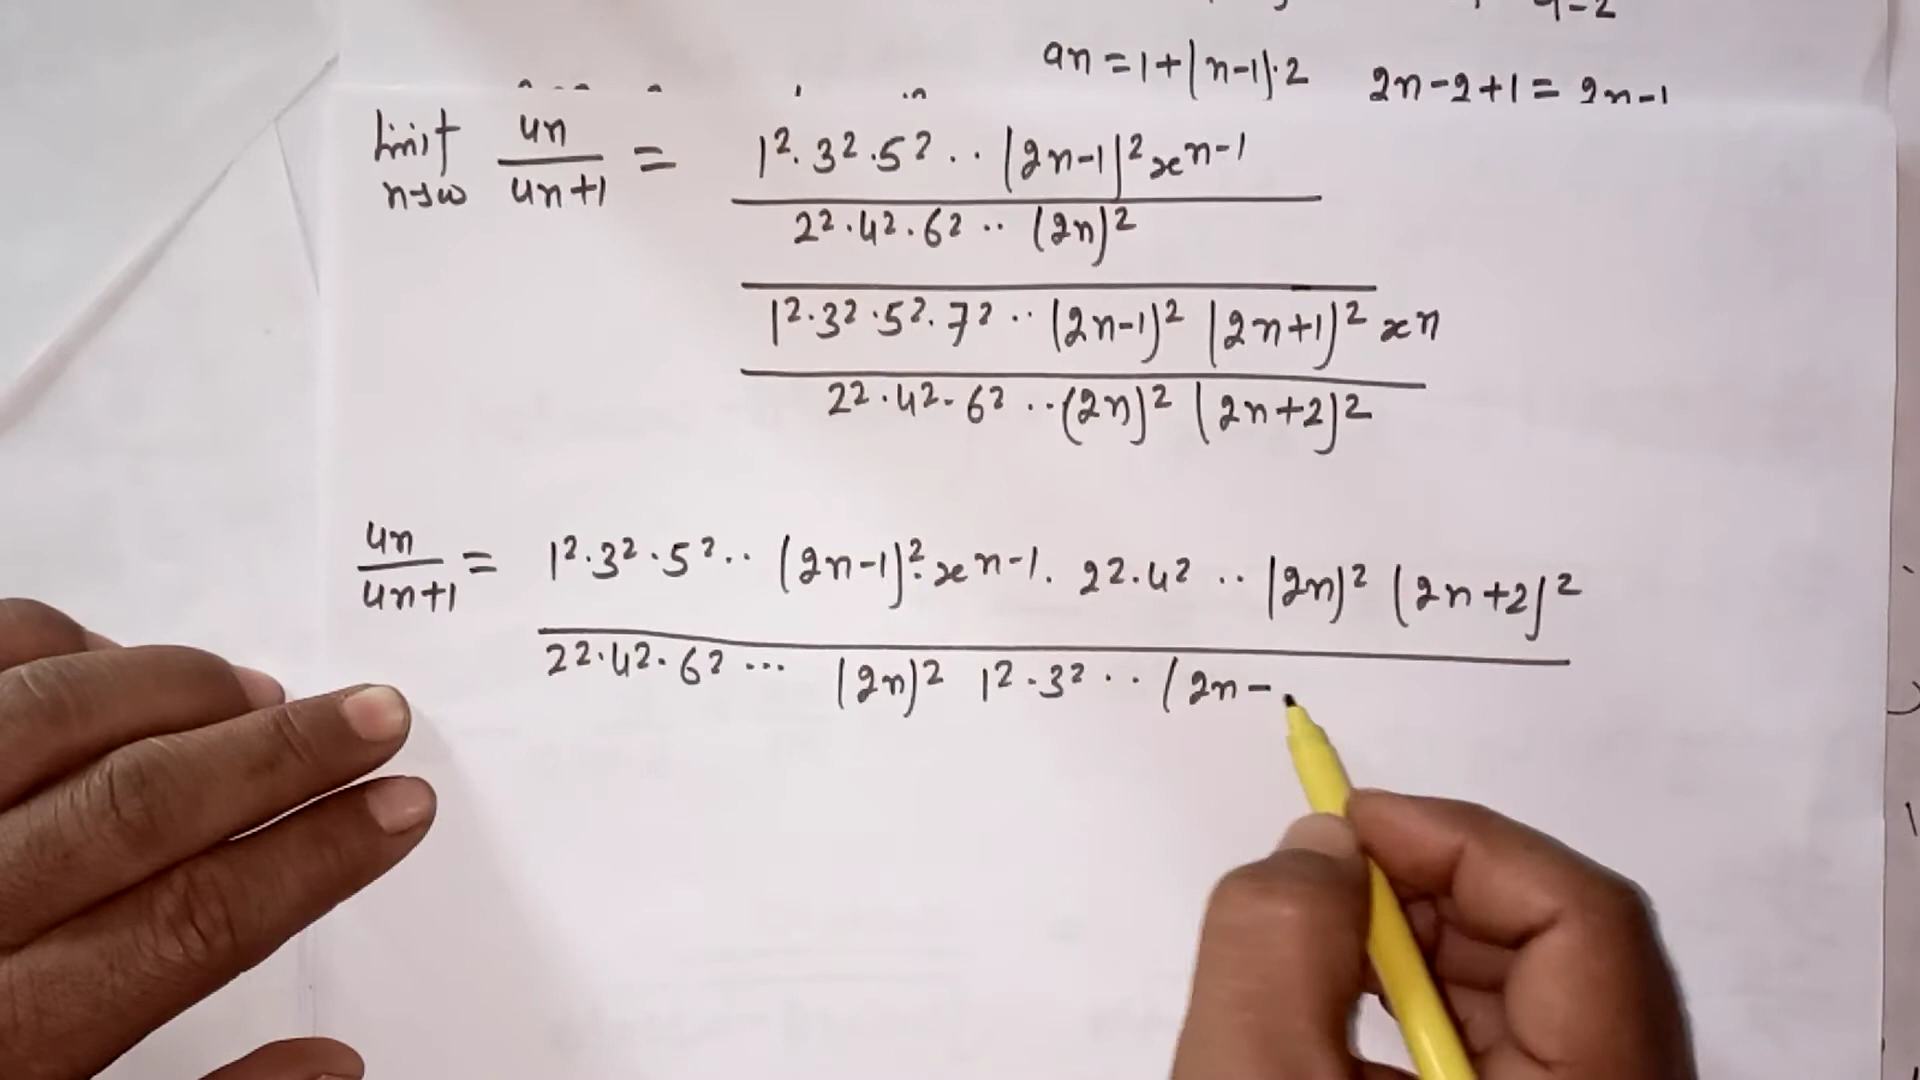 an = 1+(n-1)·2 2n-2+1 = 2n-1
limit n→∞ un/un+1 =
1².3².5².. (2n-1)² xn-1
2².4².6².. (2n)²
1².3².5².7².. (2n-1)² (2n+1)² xn
2².4².6²..(2n)² (2n+2)²
un/un+1 = 1².3².5².. (2n-1)².xn-1. 2².4².. (2n)² (2n+2)²
2².4².6²... (2n)² 1².3².. (2n-